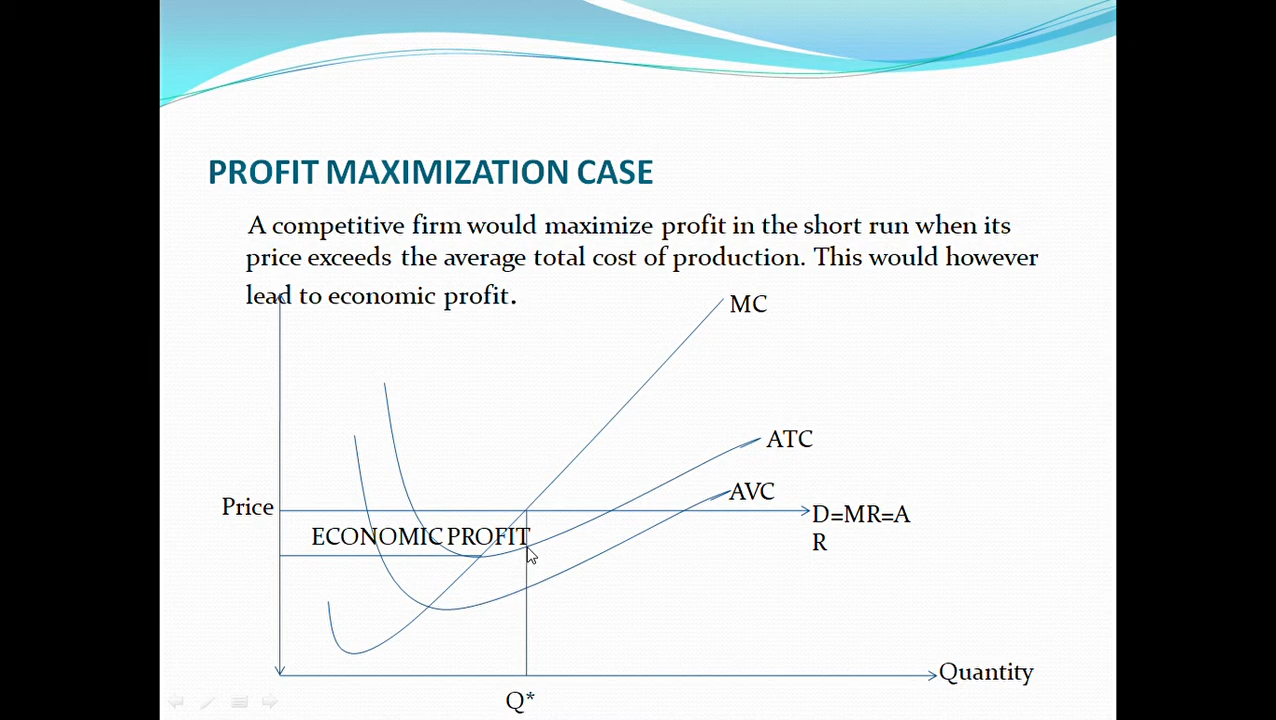 PROFIT MAXIMIZATION CASE
A competitive firm would maximize profit in the short run when its
price exceeds the average total cost of production. This would however
lead to economic profit.
MC
ATC
AVC
Price
D=MR=A
R
ECONOMIC PROFIT
Quantity
Q*